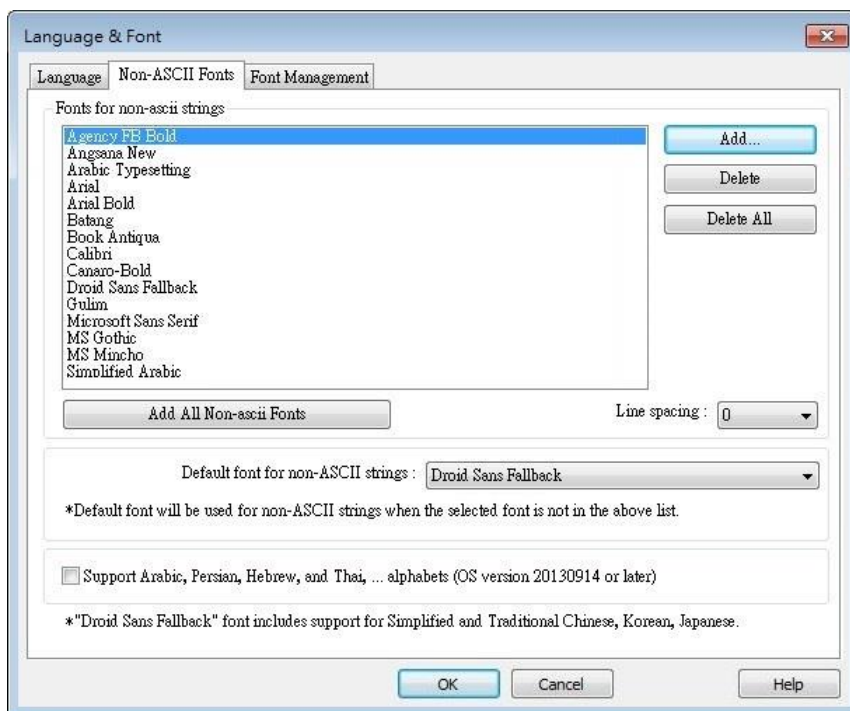 Language & Font
Language Non-ASCII Fonts Font Management
Fonts for non-ascii strings
Agency FB Bold
Angsana New
Arabic Typesetting
Arial
Arial Bold
Batang
Book Antiqua
Calibri
Canaro-Bold
Droid Sans Fallback
Gulim
Microsoft Sans Serif
MS Gothic
MS Mincho
Simplified Arabic
Add...
Delete
Delete All
Add All Non-ascii Fonts
Line spacing : 0
Default font for non-ASCII strings : Droid Sans Fallback
*Default font will be used for non-ASCII strings when the selected font is not in the above list.
Support Arabic, Persian, Hebrew, and Thai, ... alphabets (OS version 20130914 or later)
*"Droid Sans Fallback" font includes support for Simplified and Traditional Chinese, Korean, Japanese.
OK Cancel Help